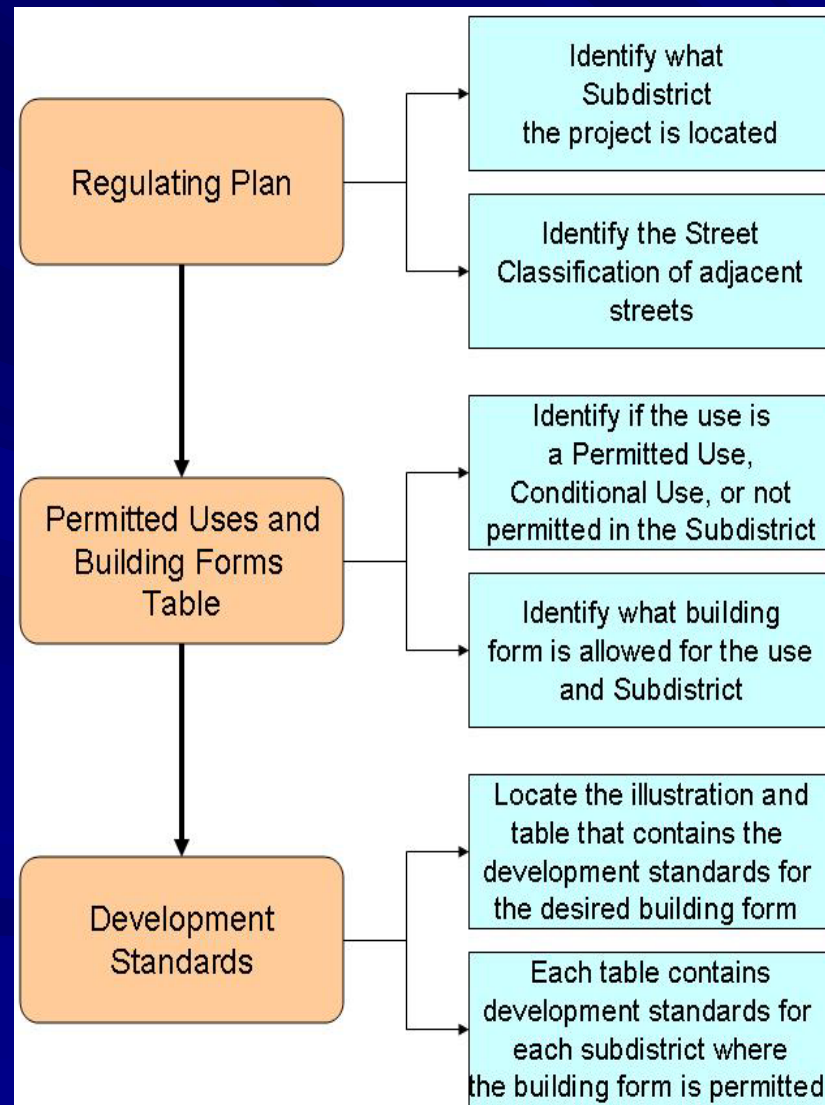 Regulating Plan
Identify what
Subdistrict
the project is located
Identify the Street
Classification of adjacent
streets
Permitted Uses and
Building Forms
Table
Identify if the use is
a Permitted Use,
Conditional Use, or not
permitted in the Subdistrict
Identify what building
form is allowed for the use
and Subdistrict
Development
Standards
Locate the illustration and
table that contains the
development standards for
the desired building form
Each table contains
development standards for
each subdistrict where
the building form is permitted